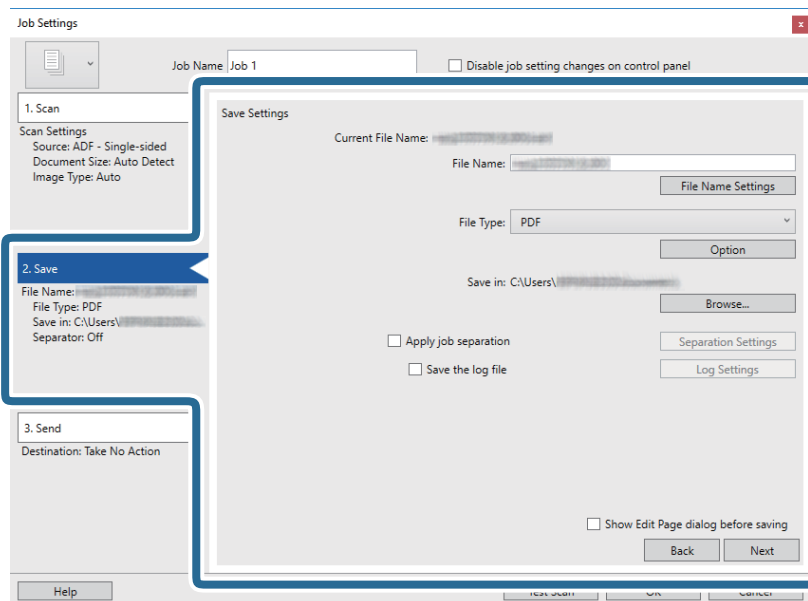 Job Settings
x
Job Name Job 1
Disable job setting changes on control panel
1. Scan
Scan Settings
Source: ADF - Single-sided
Document Size: Auto Detect
Image Type: Auto
2. Save
File Name:
File Type: PDF
Save in: C:\Users\
Separator: Off
3. Send
Destination: Take No Action
Save Settings
Current File Name:
File Name:
File Name Settings
File Type: PDF
Option
Save in: C:\Users\
Browse...
Apply job separation
Separation Settings
Save the log file
Log Settings
Show Edit Page dialog before saving
Back Next
Help Test Scan OK Cancel